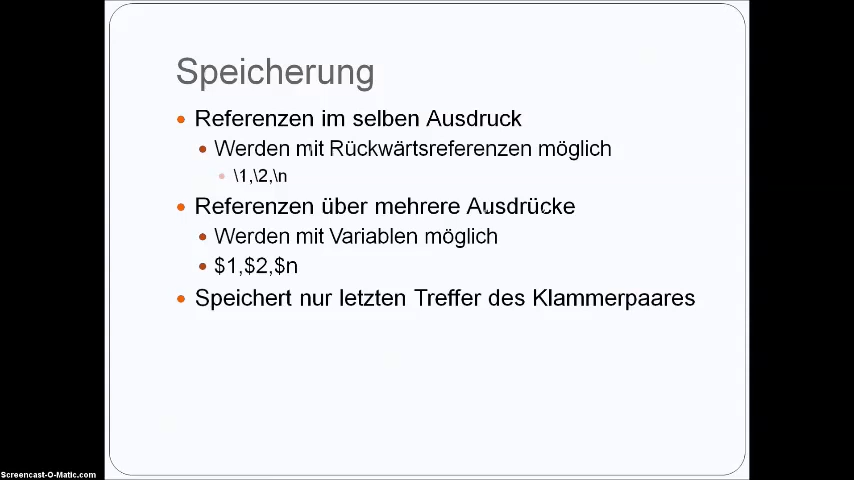 Speicherung
Referenzen im selben Ausdruck
Werden mit Rückwärtsreferenzen möglich
\1,\2,\n
Referenzen über mehrere Ausdrücke
Werden mit Variablen möglich
$1,$2,$n
Speichert nur letzten Treffer des Klammerpaares
Screencast-O-Matic.com